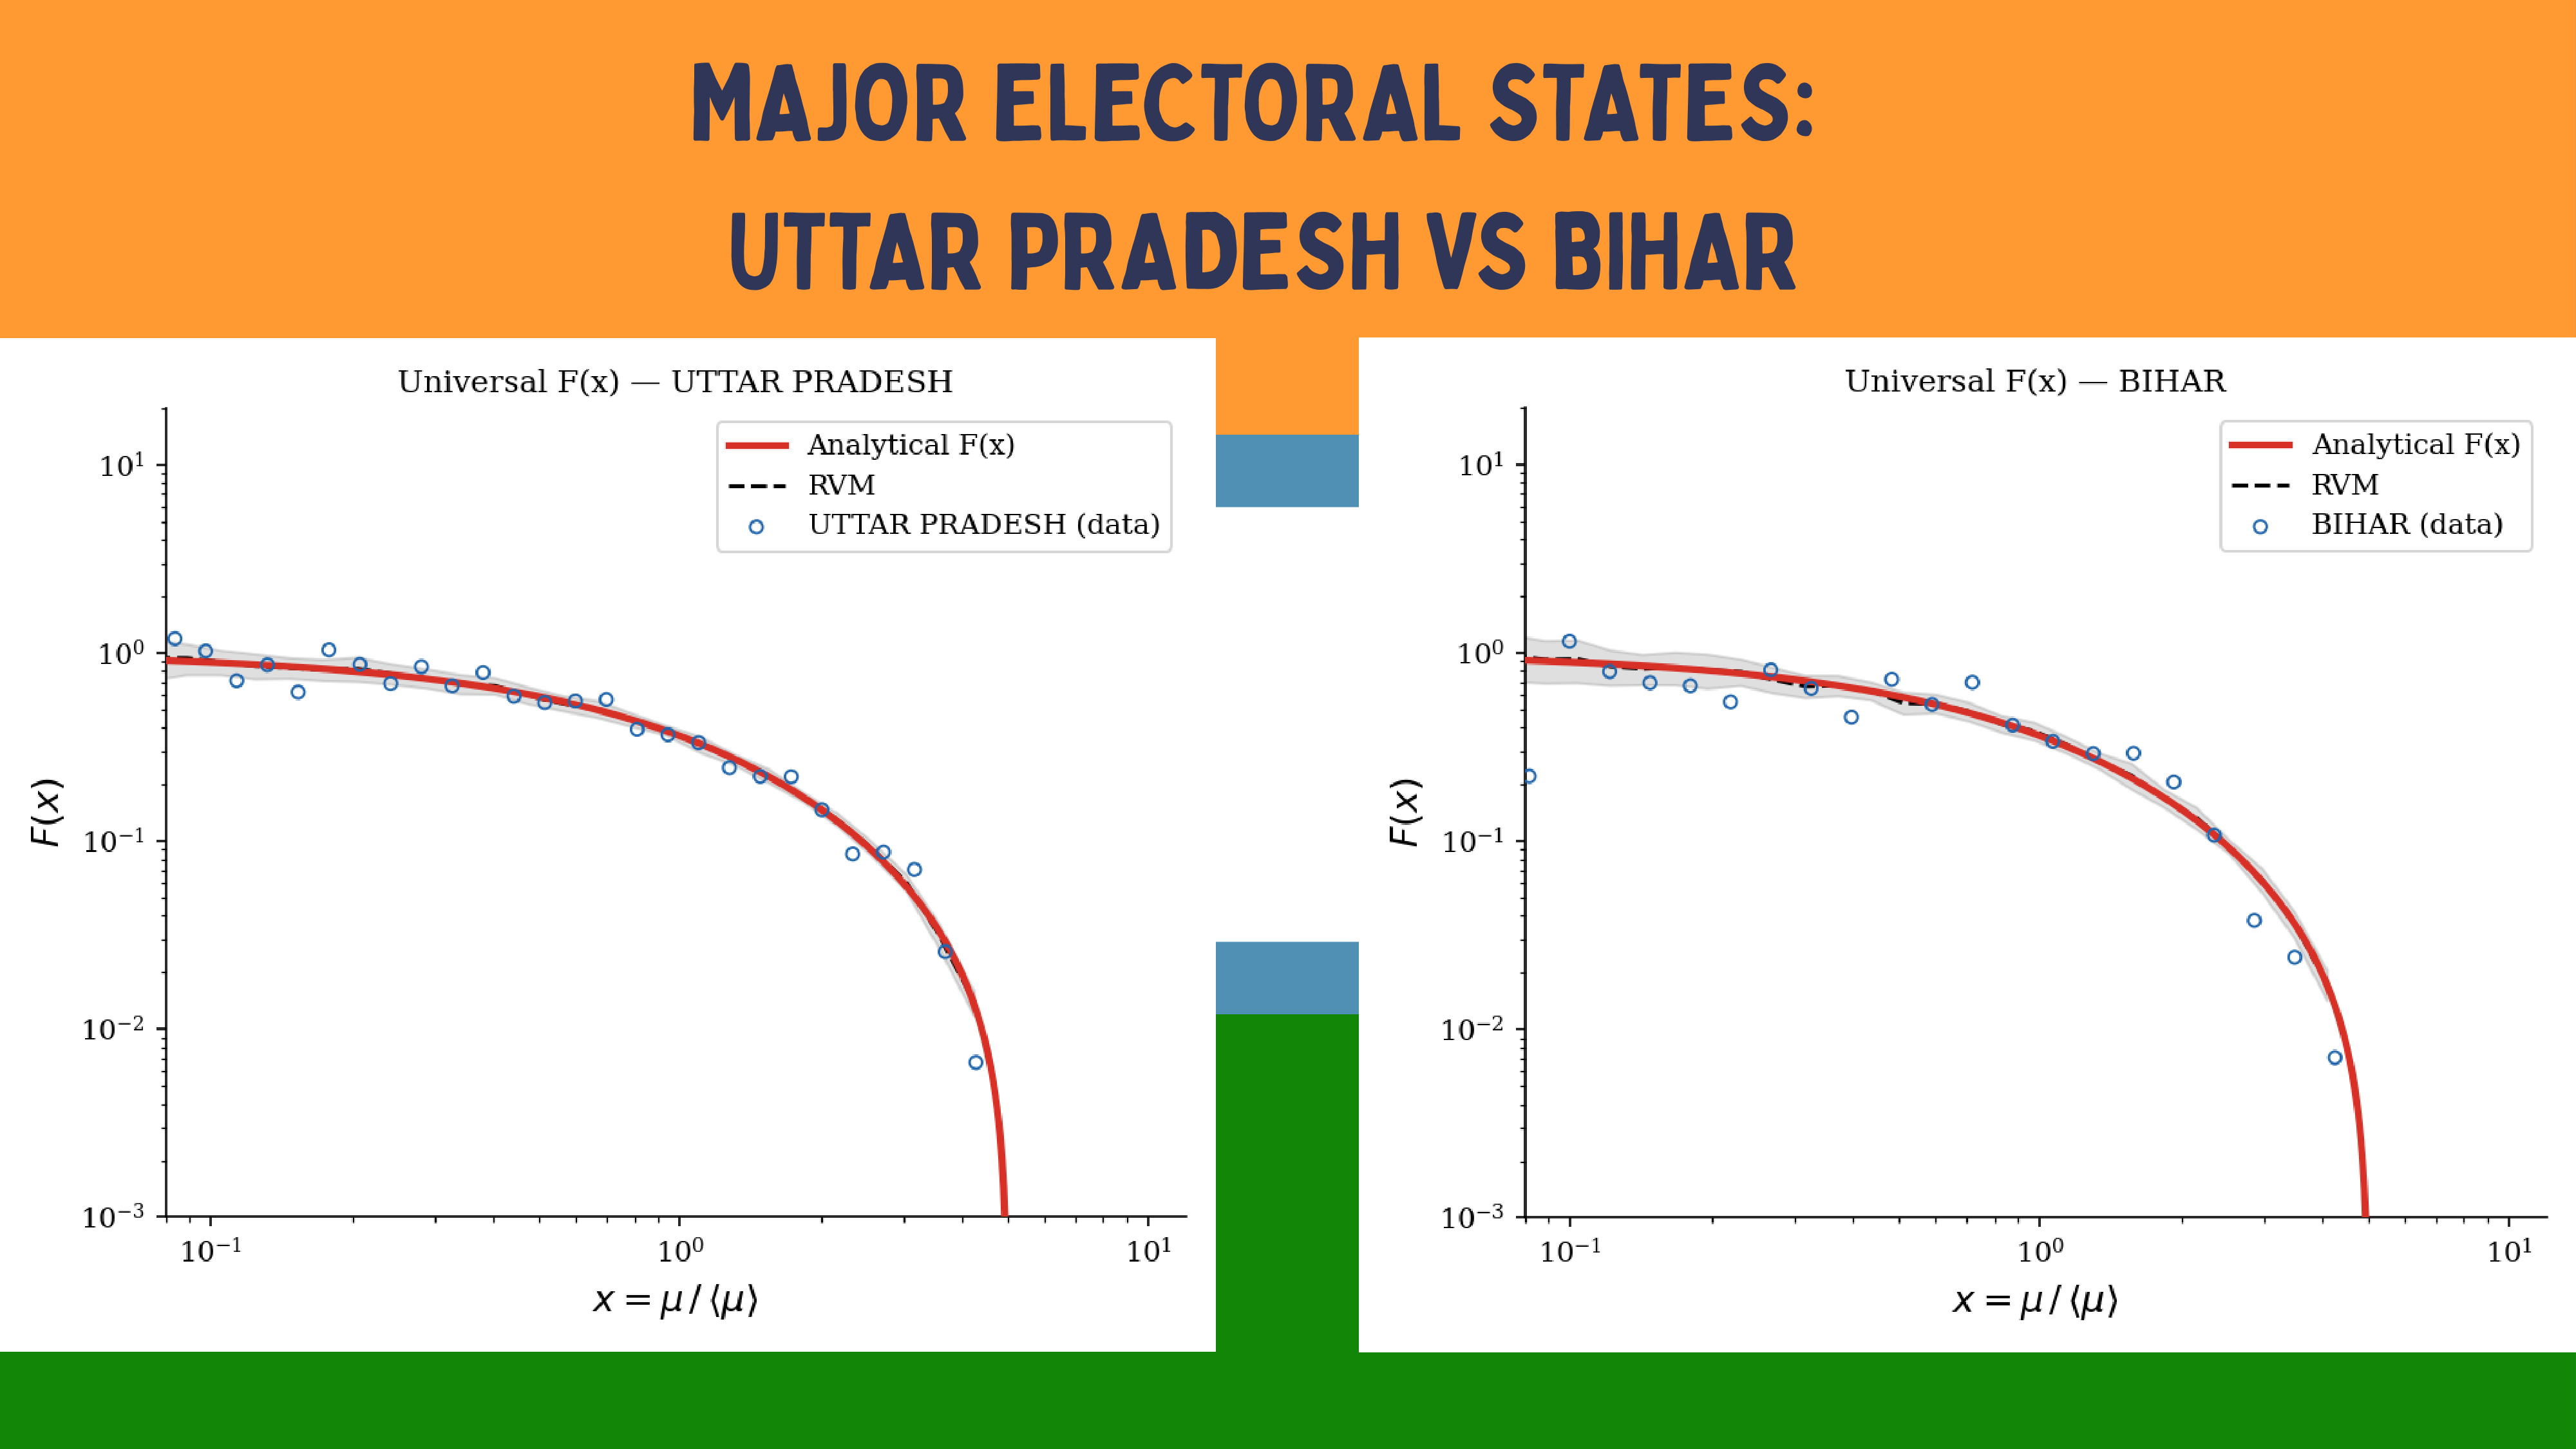 MAJOR ELECTORAL STATES:
UTTAR PRADESH VS BIHAR
Universal F(x) — UTTAR PRADESH
Analytical F(x)
RVM
UTTAR PRADESH (data)
10¹
10⁰
10⁻¹
10⁻²
10⁻³
F(x)
10⁻¹ 10⁰ 10¹
x = μ / ⟨μ⟩
Universal F(x) — BIHAR
Analytical F(x)
RVM
BIHAR (data)
10¹
10⁰
10⁻¹
10⁻²
10⁻³
F(x)
10⁻¹ 10⁰ 10¹
x = μ / ⟨μ⟩